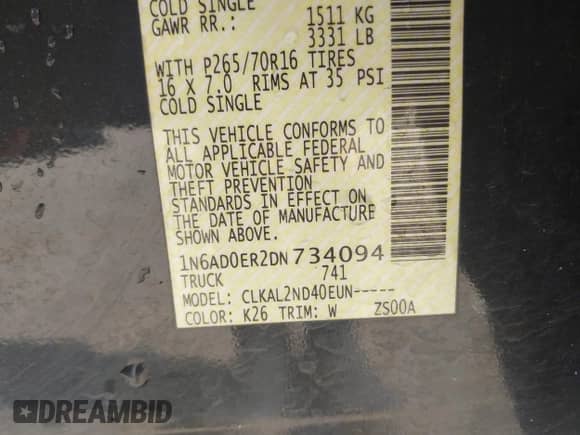 COLD SINGLE
GAWR RR.: 1511 KG
3331 LB
WITH P265/70R16 TIRES
16 X 7.0 RIMS AT 35 PSI
COLD SINGLE
THIS VEHICLE CONFORMS TO
ALL APPLICABLE FEDERAL
MOTOR VEHICLE SAFETY AND
THEFT PREVENTION
STANDARDS IN EFFECT ON
THE DATE OF MANUFACTURE
SHOWN ABOVE.
1N6AD0ER2DN 734094
TRUCK 741
MODEL: CLKAL2ND40EUN-----
COLOR: K26 TRIM: W ZS00A
DREAMBID